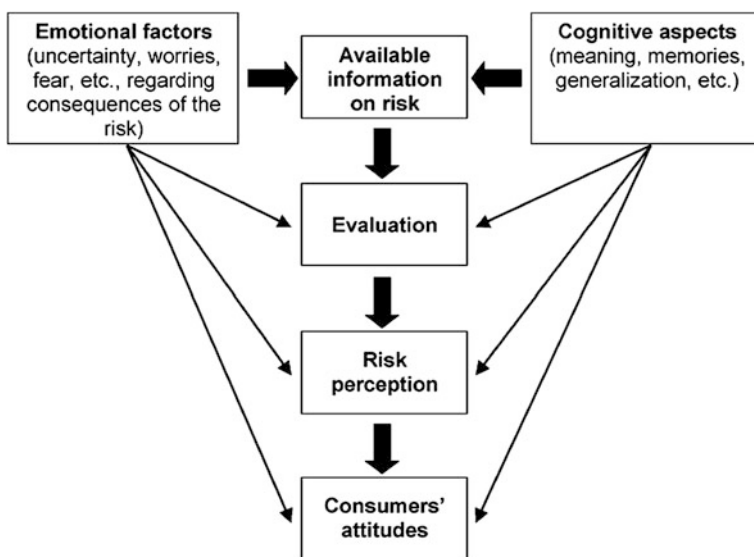 Emotional factors
(uncertainty, worries,
fear, etc., regarding
consequences of the
risk)
Available
information
on risk
Cognitive aspects
(meaning, memories,
generalization, etc.)
Evaluation
Risk
perception
Consumers’
attitudes